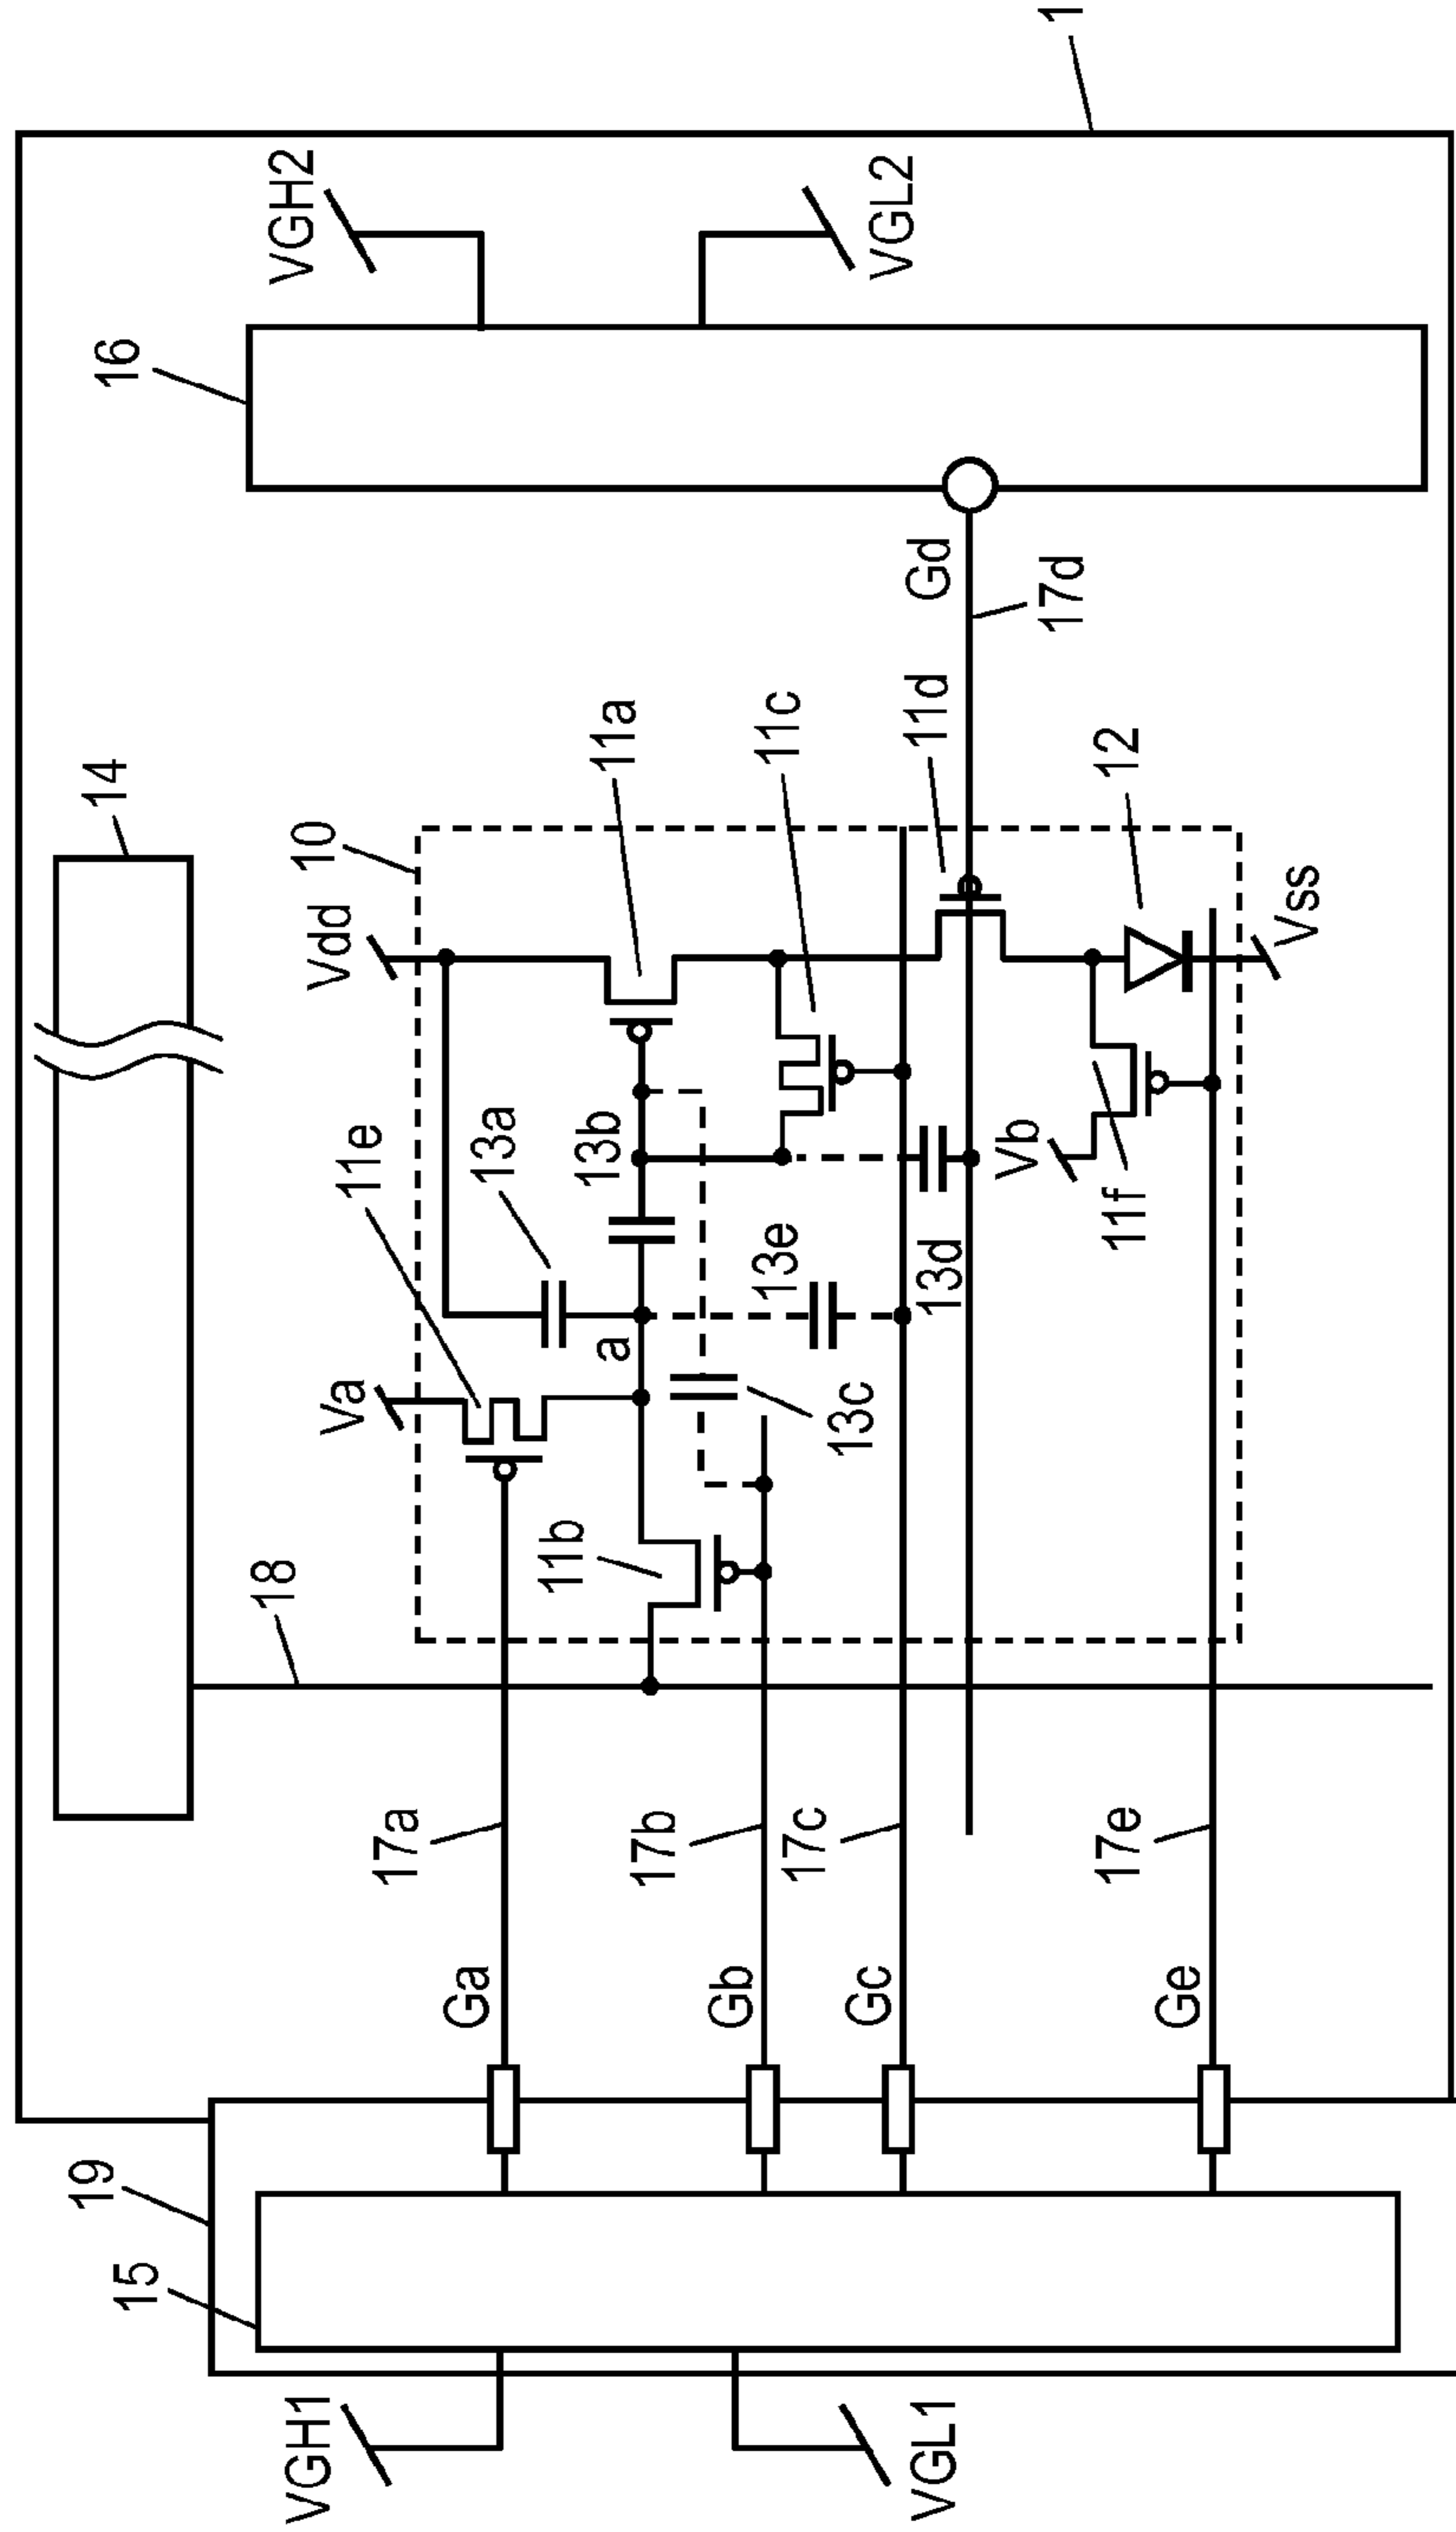 1
14
16
VGH2
VGL2
10
Vdd
11a
11c
11d
Gd
17d
12
Vss
Va
11e
13a
13b
13e
13c
13d
Vb
11f
11b
a
18
17a
17b
17c
17e
Ga
Gb
Gc
Ge
19
15
VGH1
VGL1